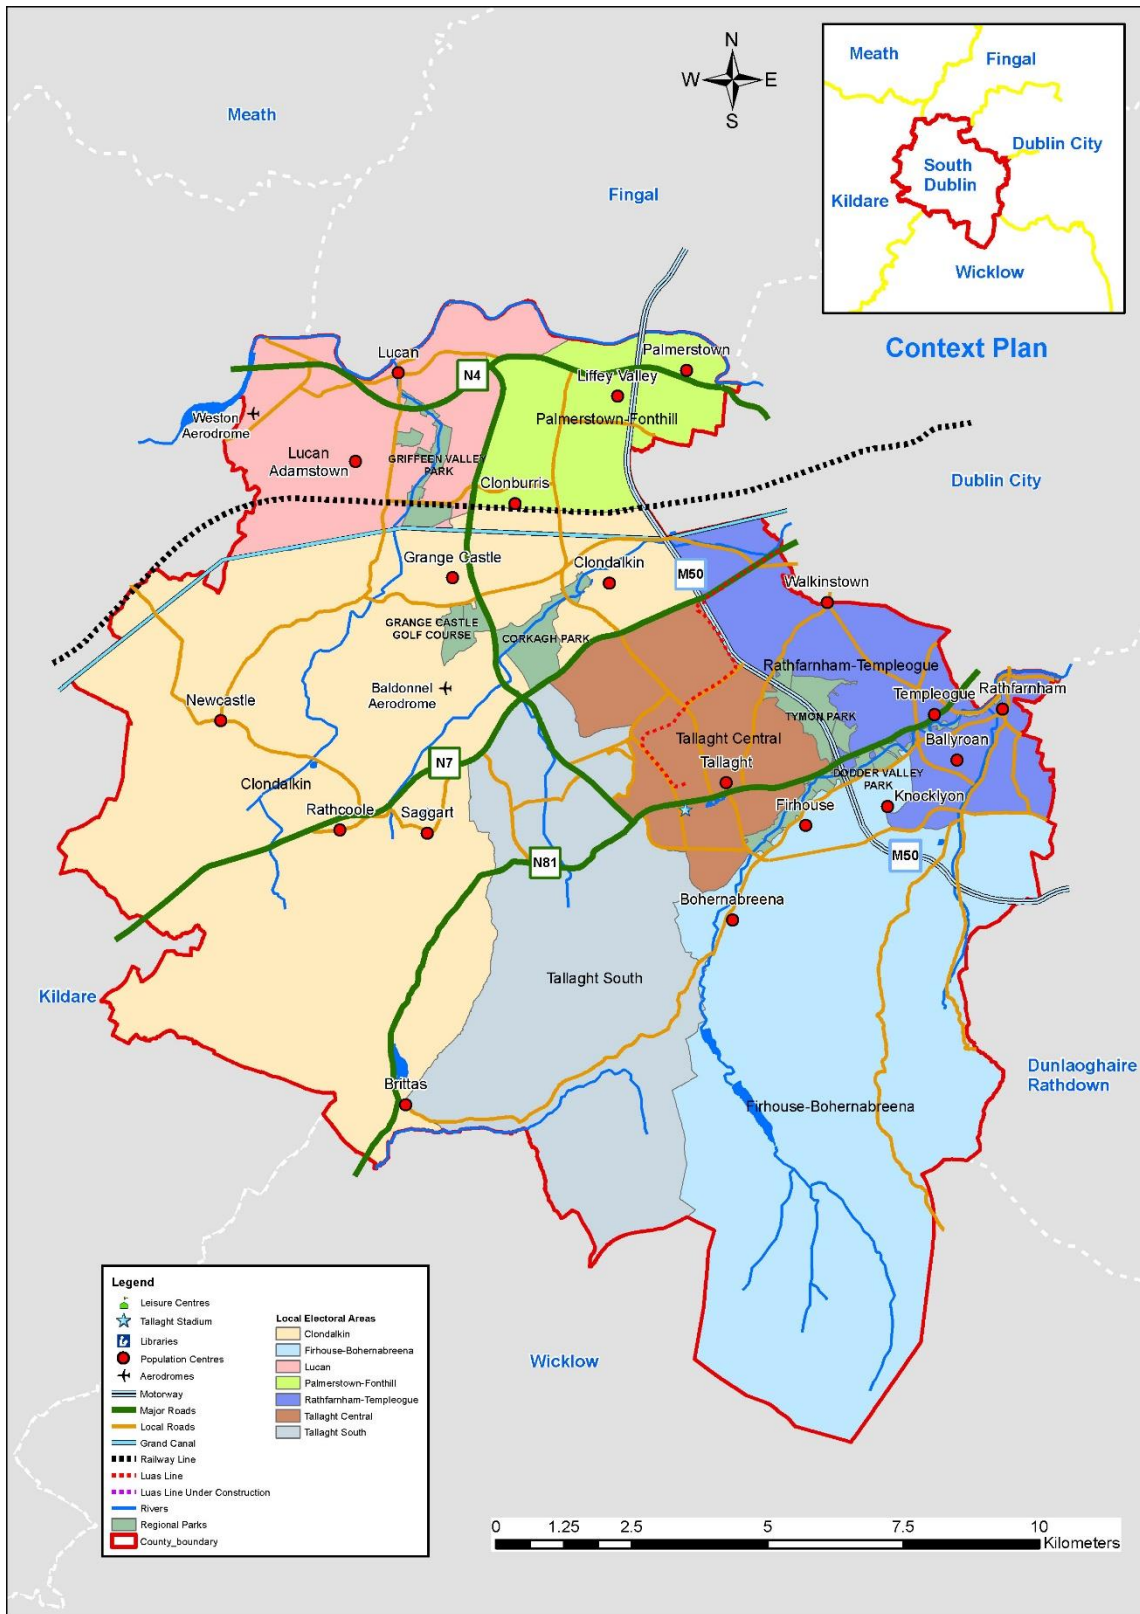 N
W E
S
Meath
Fingal
Meath
Fingal
Dublin City
South
Dublin
Kildare
Wicklow
Context Plan
Lucan
N4
Palmerstown
Liffey Valley
Palmerstown-Fonthill
Weston
Aerodrome
Lucan
Adamstown
GRIFFEEN VALLEY
PARK
Clonburris
Dublin City
Grange Castle
Clondalkin
M50
Walkinstown
GRANGE CASTLE
GOLF COURSE
CORKAGH PARK
Rathfarnham-Templeogue
Baldonnel
Aerodrome
Newcastle
Templeogue
Rathfarnham
TYMON PARK
Tallaght Central
Tallaght
Ballyroan
N7
Clondalkin
DODDER VALLEY
PARK
Knocklyon
Rathcoole
Saggart
Firhouse
N81
M50
Bohernabreena
Tallaght South
Kildare
Brittas
Dunlaoghaire
Rathdown
Firhouse-Bohernabreena
Wicklow
Legend
Leisure Centres
Tallaght Stadium
Libraries
Population Centres
Aerodromes
Motorway
Major Roads
Local Roads
Grand Canal
Railway Line
Luas Line
Luas Line Under Construction
Rivers
Regional Parks
County_boundary
Local Electoral Areas
Clondalkin
Firhouse-Bohernabreena
Lucan
Palmerstown-Fonthill
Rathfarnham-Templeogue
Tallaght Central
Tallaght South
0 1.25 2.5 5 7.5 10
Kilometers